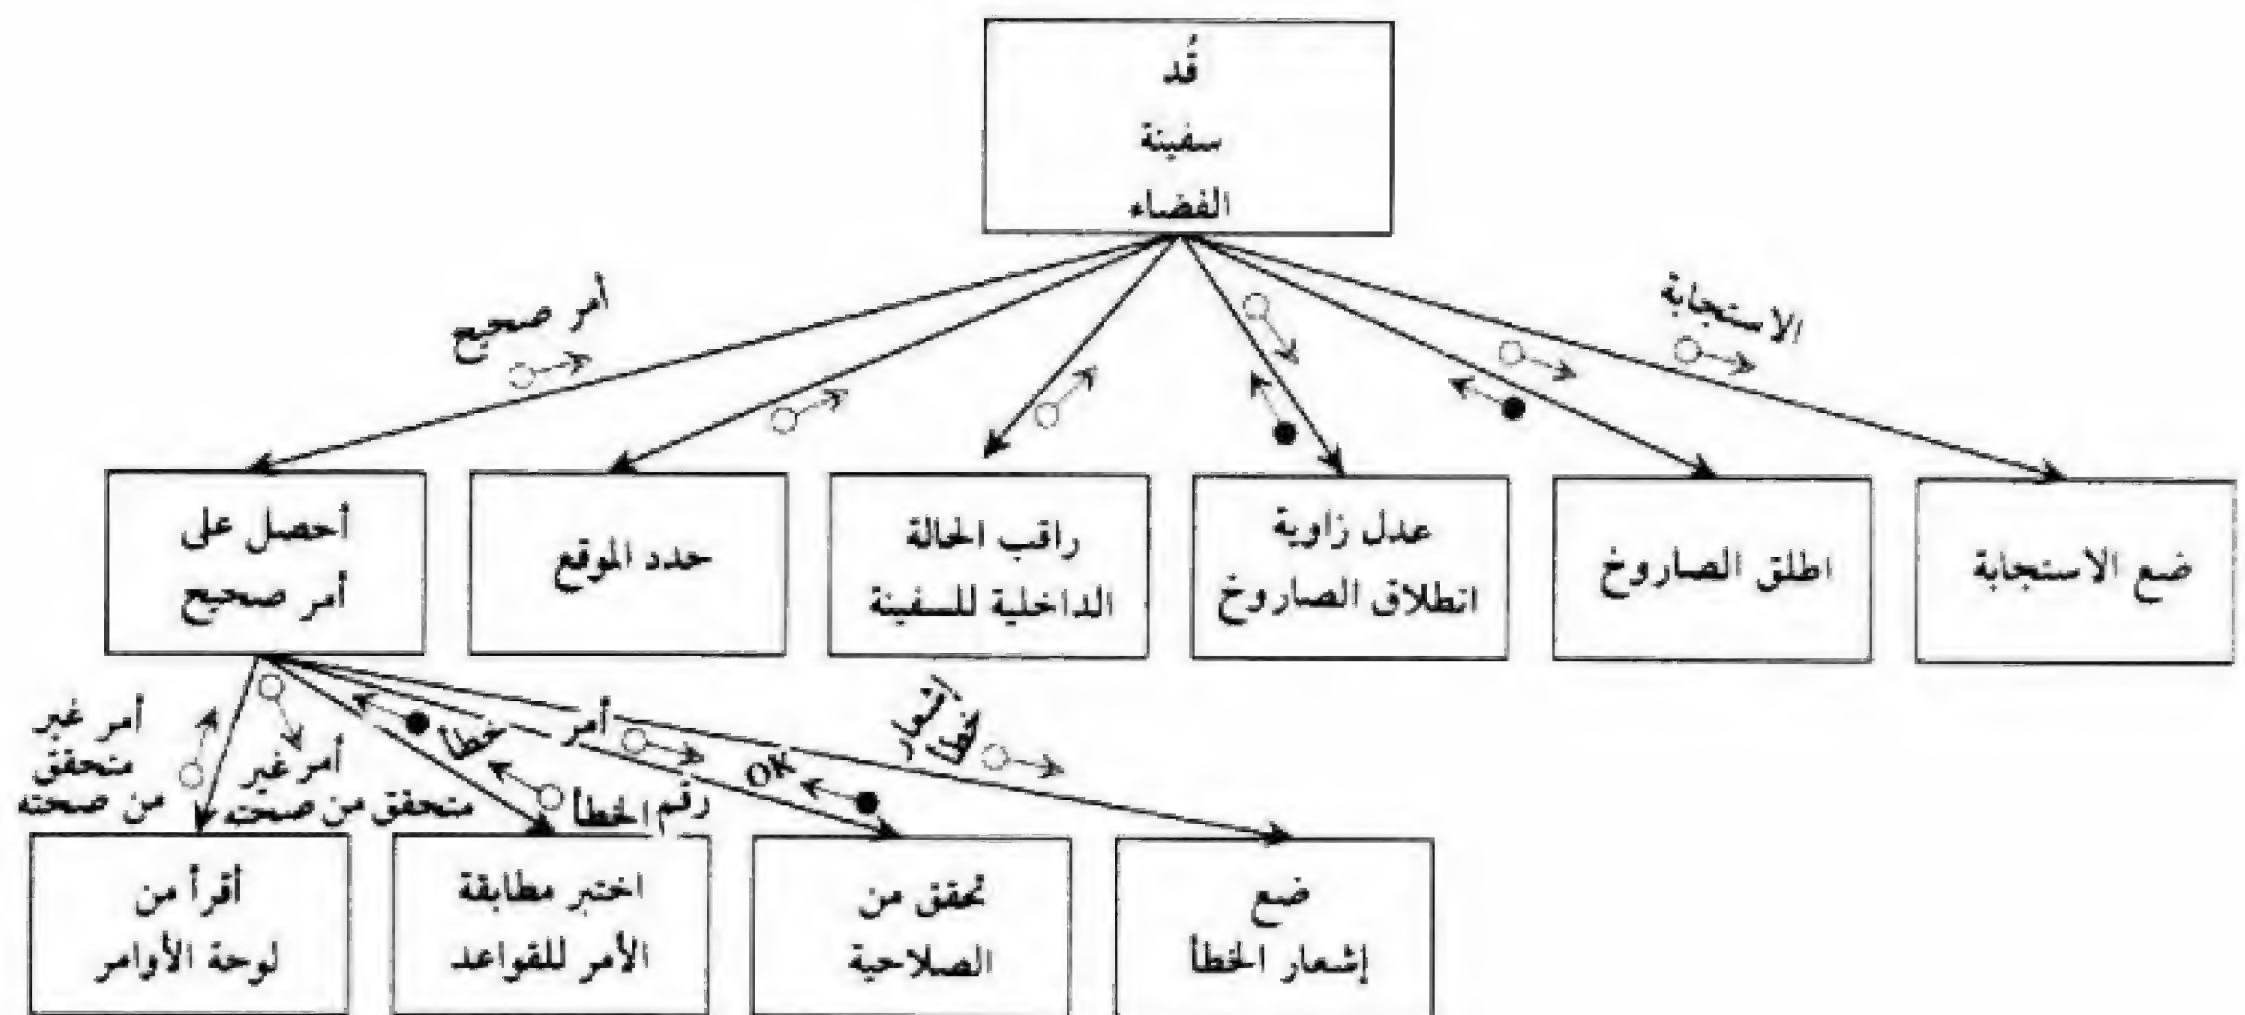 قُد
سفينة
الفضاء
الاستجابة
أمر صحيح
ضع الاستجابة
اطلق الصاروخ
عدل زاوية
انطلاق الصاروخ
راقب الحالة
الداخلية للسفينة
حدد الموقع
أحصل على
أمر صحيح
إشعار
خطأ
أمر
OK
خطأ
رقم الخطأ
أمر غير
متحقق من صحته
أمر غير
متحقق
من صحته
ضع
إشعار الخطأ
تحقق من
الصلاحية
اختبر مطابقة
الأمر للقواعد
أقرأ من
لوحة الأوامر